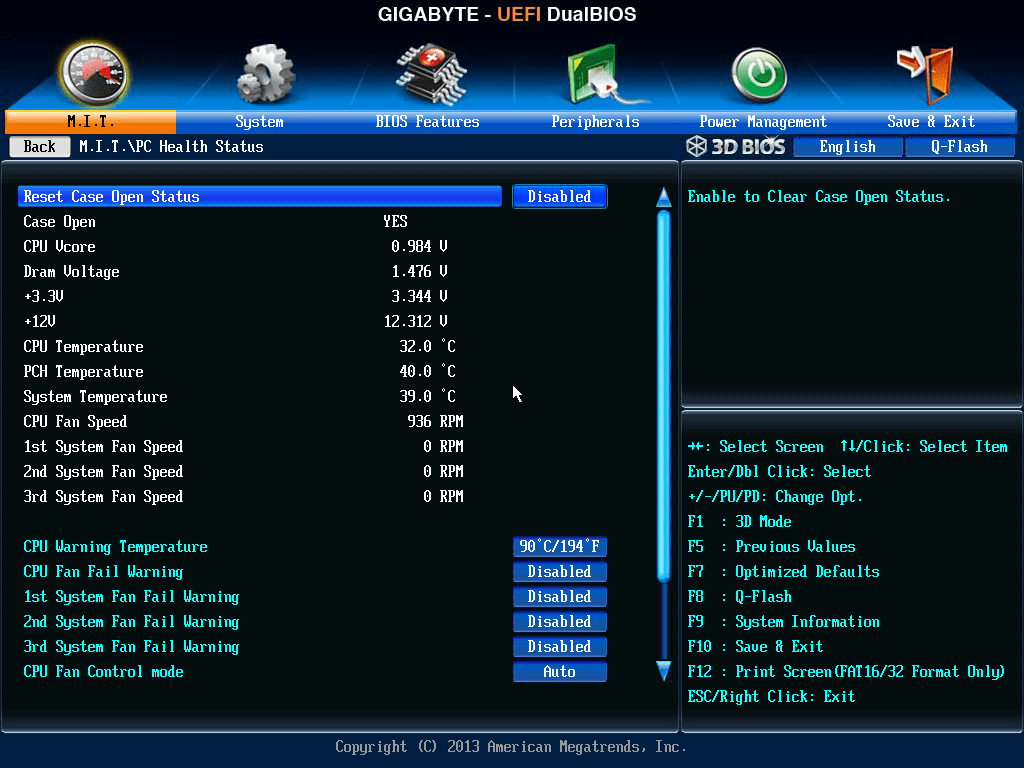 GIGABYTE - UEFI DualBIOS
M.I.T. System BIOS Features Peripherals Power Management Save & Exit
Back M.I.T.\PC Health Status 3D BIOS English Q-Flash
Reset Case Open Status Disabled
Case Open YES
CPU Vcore 0.984 V
Dram Voltage 1.476 V
+3.3V 3.344 V
+12V 12.312 V
CPU Temperature 32.0 °C
PCH Temperature 40.0 °C
System Temperature 39.0 °C
CPU Fan Speed 936 RPM
1st System Fan Speed 0 RPM
2nd System Fan Speed 0 RPM
3rd System Fan Speed 0 RPM
CPU Warning Temperature 90°C/194°F
CPU Fan Fail Warning Disabled
1st System Fan Fail Warning Disabled
2nd System Fan Fail Warning Disabled
3rd System Fan Fail Warning Disabled
CPU Fan Control mode Auto
Enable to Clear Case Open Status.
→←: Select Screen ↑↓/Click: Select Item
Enter/Dbl Click: Select
+/-/PU/PD: Change Opt.
F1 : 3D Mode
F5 : Previous Values
F7 : Optimized Defaults
F8 : Q-Flash
F9 : System Information
F10 : Save & Exit
F12 : Print Screen(FAT16/32 Format Only)
ESC/Right Click: Exit
Copyright (C) 2013 American Megatrends, Inc.